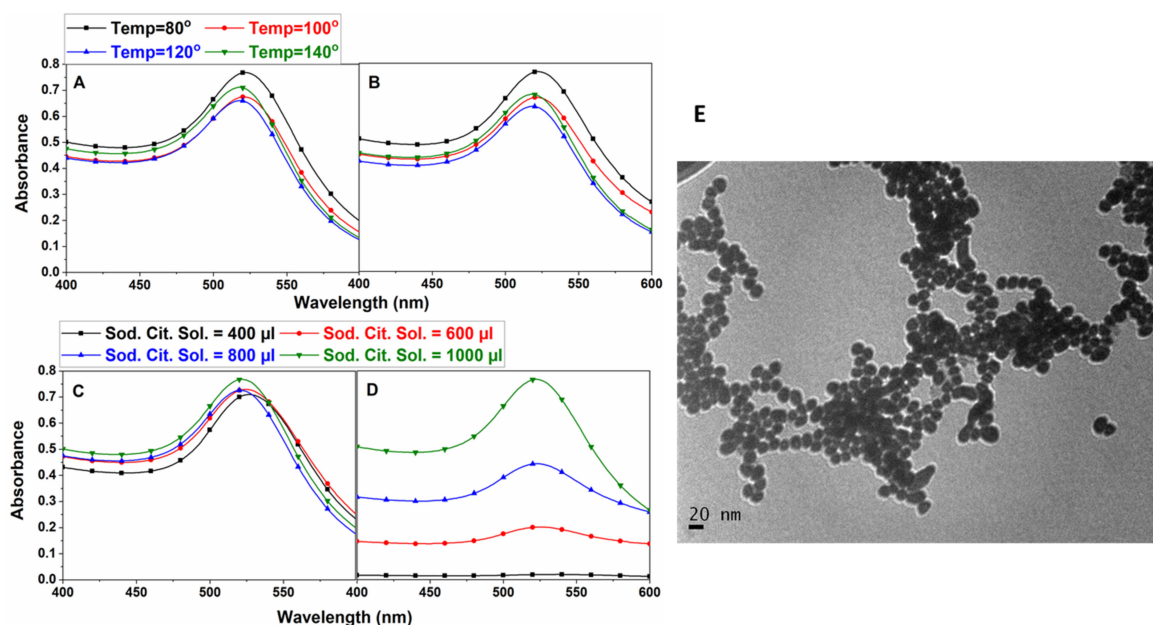 Temp=80° Temp=100°
Temp=120° Temp=140°
A
B
E
Absorbance
0.8
0.7
0.6
0.5
0.4
0.3
0.2
0.1
0.0
400 450 500 550 400 450 500 550 600
Wavelength (nm)
Sod. Cit. Sol. = 400 µl Sod. Cit. Sol. = 600 µl
Sod. Cit. Sol. = 800 µl Sod. Cit. Sol. = 1000 µl
C
D
Absorbance
0.8
0.7
0.6
0.5
0.4
0.3
0.2
0.1
0.0
400 450 500 550 400 450 500 550 600
Wavelength (nm)
20 nm